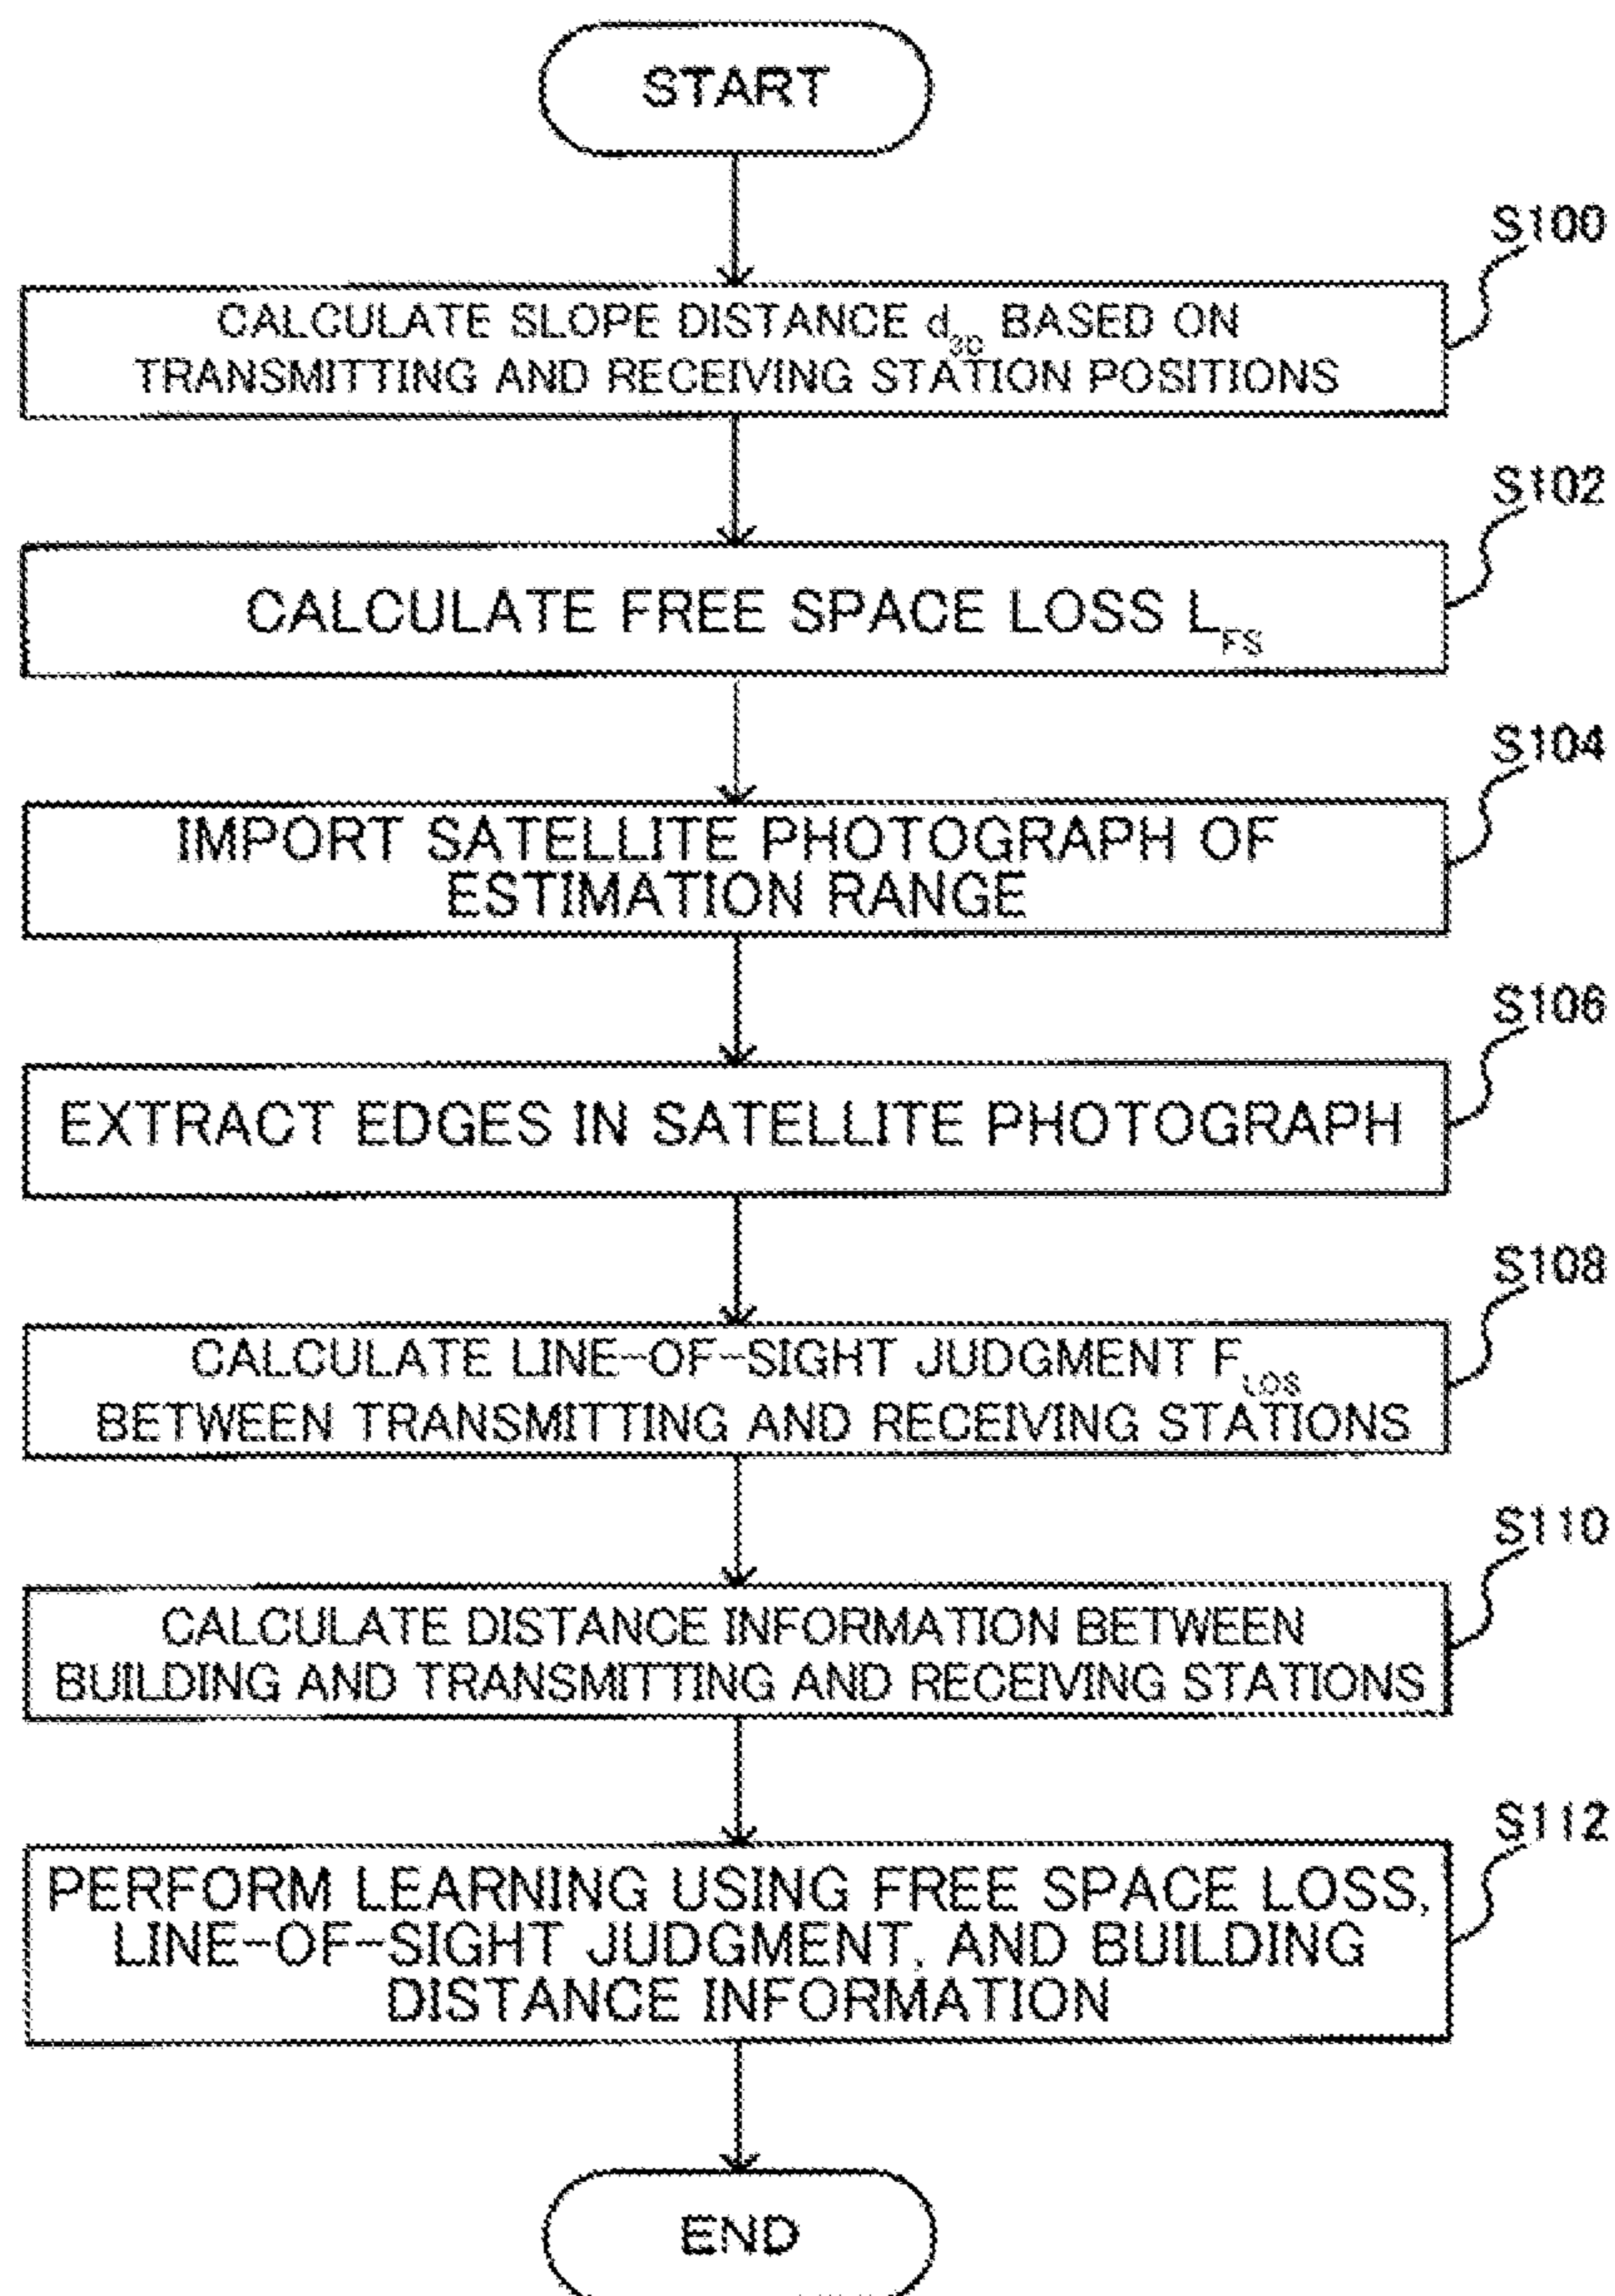 START
S100
CALCULATE SLOPE DISTANCE d3D BASED ON
TRANSMITTING AND RECEIVING STATION POSITIONS
S102
CALCULATE FREE SPACE LOSS LFS
S104
IMPORT SATELLITE PHOTOGRAPH OF
ESTIMATION RANGE
S106
EXTRACT EDGES IN SATELLITE PHOTOGRAPH
S108
CALCULATE LINE-OF-SIGHT JUDGMENT FLOS
BETWEEN TRANSMITTING AND RECEIVING STATIONS
S110
CALCULATE DISTANCE INFORMATION BETWEEN
BUILDING AND TRANSMITTING AND RECEIVING STATIONS
S112
PERFORM LEARNING USING FREE SPACE LOSS,
LINE-OF-SIGHT JUDGMENT, AND BUILDING
DISTANCE INFORMATION
END